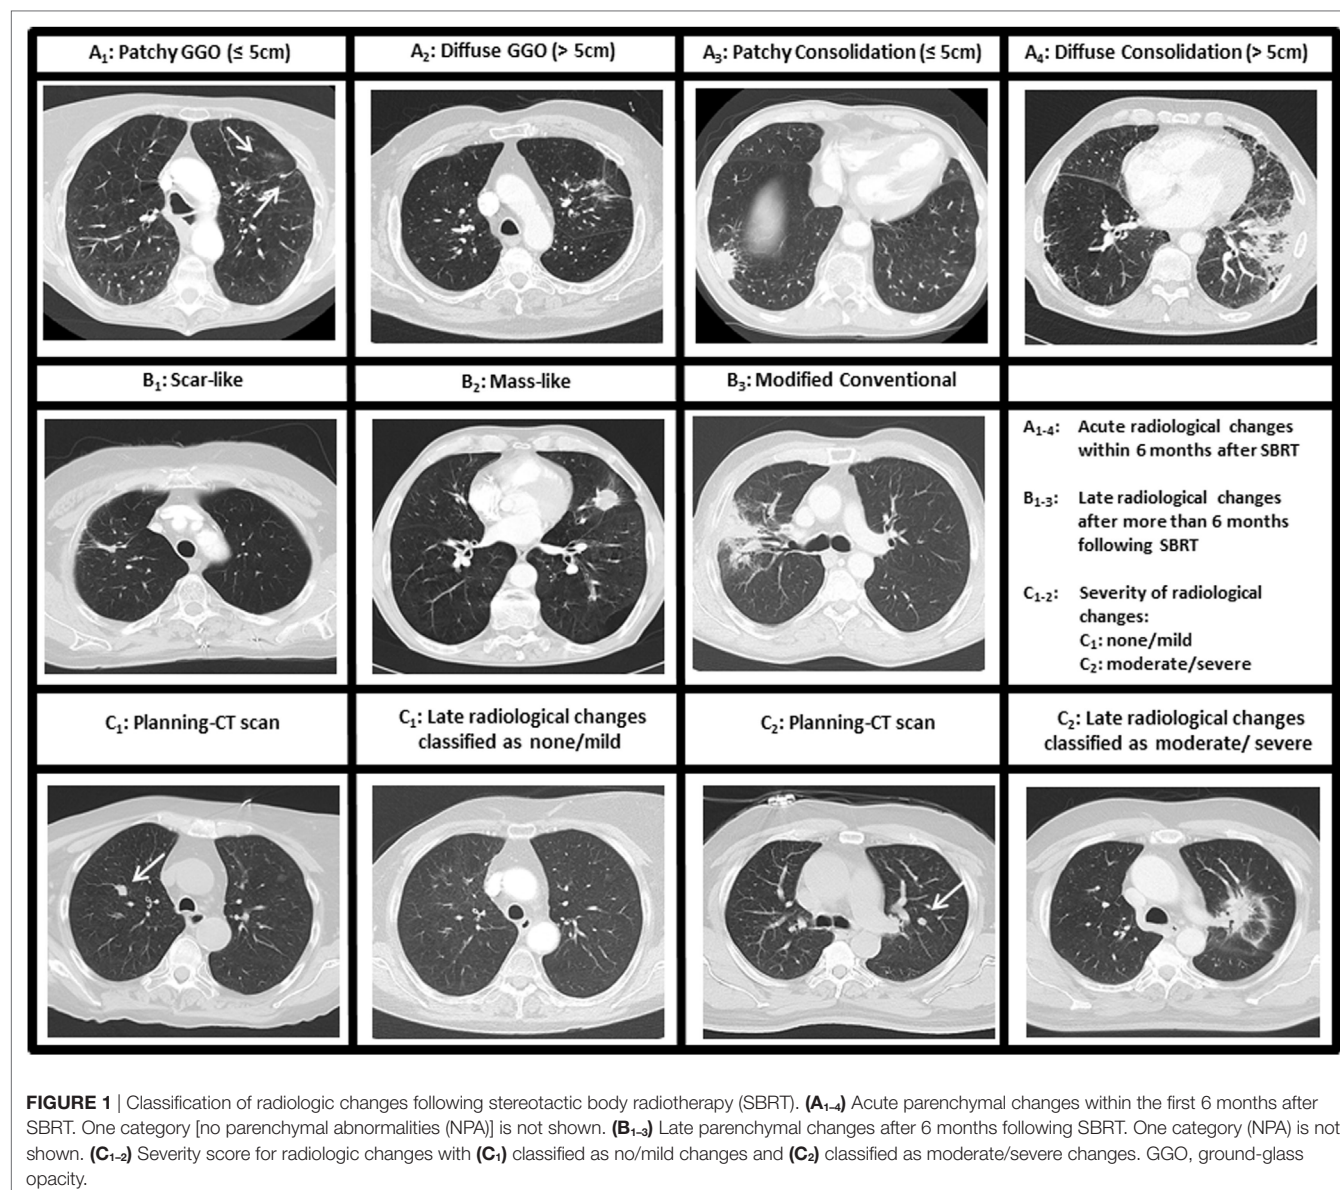 A₁: Patchy GGO (≤ 5cm)
A₂: Diffuse GGO (> 5cm)
A₃: Patchy Consolidation (≤ 5cm)
A₄: Diffuse Consolidation (> 5cm)
B₁: Scar-like
B₂: Mass-like
B₃: Modified Conventional
A₁₋₄: Acute radiological changes
within 6 months after SBRT
B₁₋₃: Late radiological changes
after more than 6 months
following SBRT
C₁₋₂: Severity of radiological
changes:
C₁: none/mild
C₂: moderate/severe
C₁: Planning-CT scan
C₁: Late radiological changes
classified as none/mild
C₂: Planning-CT scan
C₂: Late radiological changes
classified as moderate/ severe
FIGURE 1 | Classification of radiologic changes following stereotactic body radiotherapy (SBRT). (A₁₋₄) Acute parenchymal changes within the first 6 months after
SBRT. One category [no parenchymal abnormalities (NPA)] is not shown. (B₁₋₃) Late parenchymal changes after 6 months following SBRT. One category (NPA) is not
shown. (C₁₋₂) Severity score for radiologic changes with (C₁) classified as no/mild changes and (C₂) classified as moderate/severe changes. GGO, ground-glass
opacity.